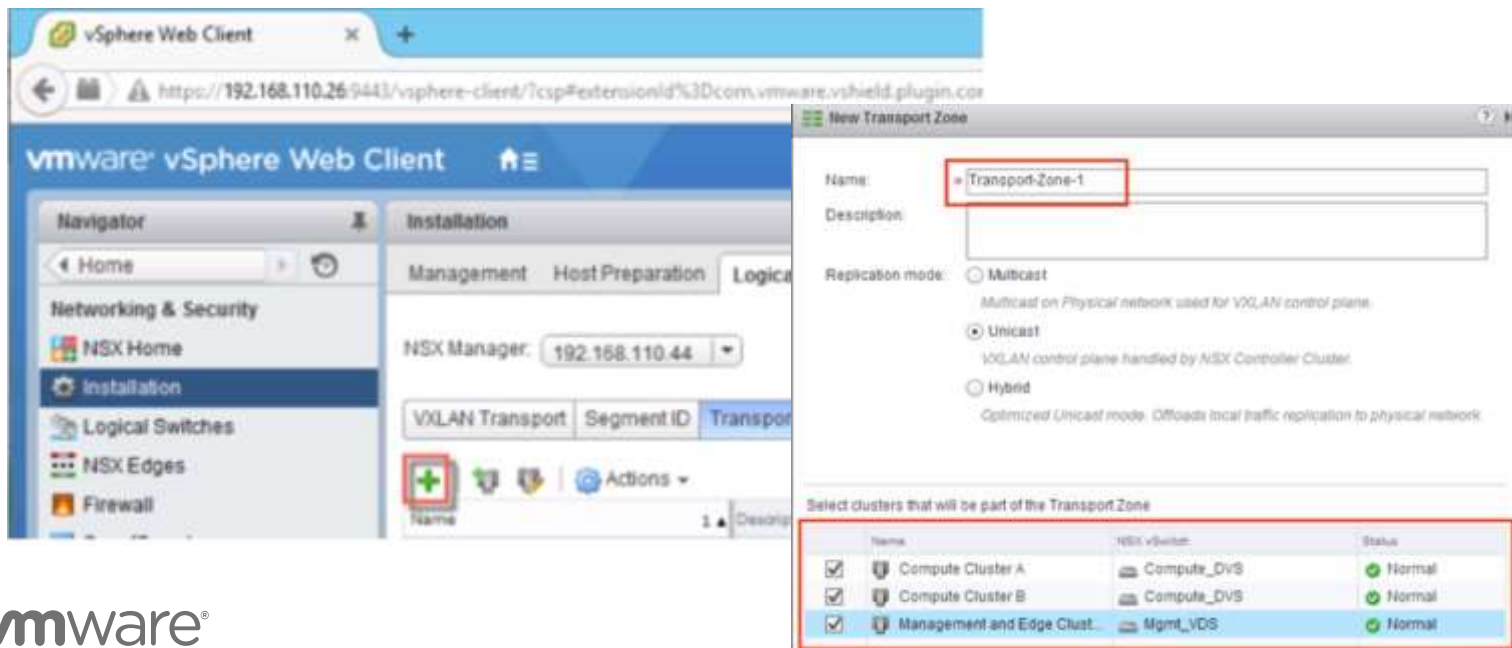 vSphere Web Client
https://192.168.110.26:9443/vsphere-client/?csp#extensionId%3Dcom.vmware.vshield.plugin.con
vmware® vSphere Web Client
Navigator
Home
Networking & Security
NSX Home
Installation
Logical Switches
NSX Edges
Firewall
Installation
Management Host Preparation Logica
NSX Manager: 192.168.110.44
VXLAN Transport Segment ID Transpor
Actions
Name 1 Descrip
New Transport Zone
Name: * Transport-Zone-1
Description:
Replication mode: Multicast
Multicast on Physical network used for VXLAN control plane.
Unicast
VXLAN control plane handled by NSX Controller Cluster.
Hybrid
Optimized Unicast mode. Offloads local traffic replication to physical network.
Select clusters that will be part of the Transport Zone
Name NSX vSwitch Status
Compute Cluster A Compute_DVS Normal
Compute Cluster B Compute_DVS Normal
Management and Edge Clust... Mgmt_VDS Normal
vmware®